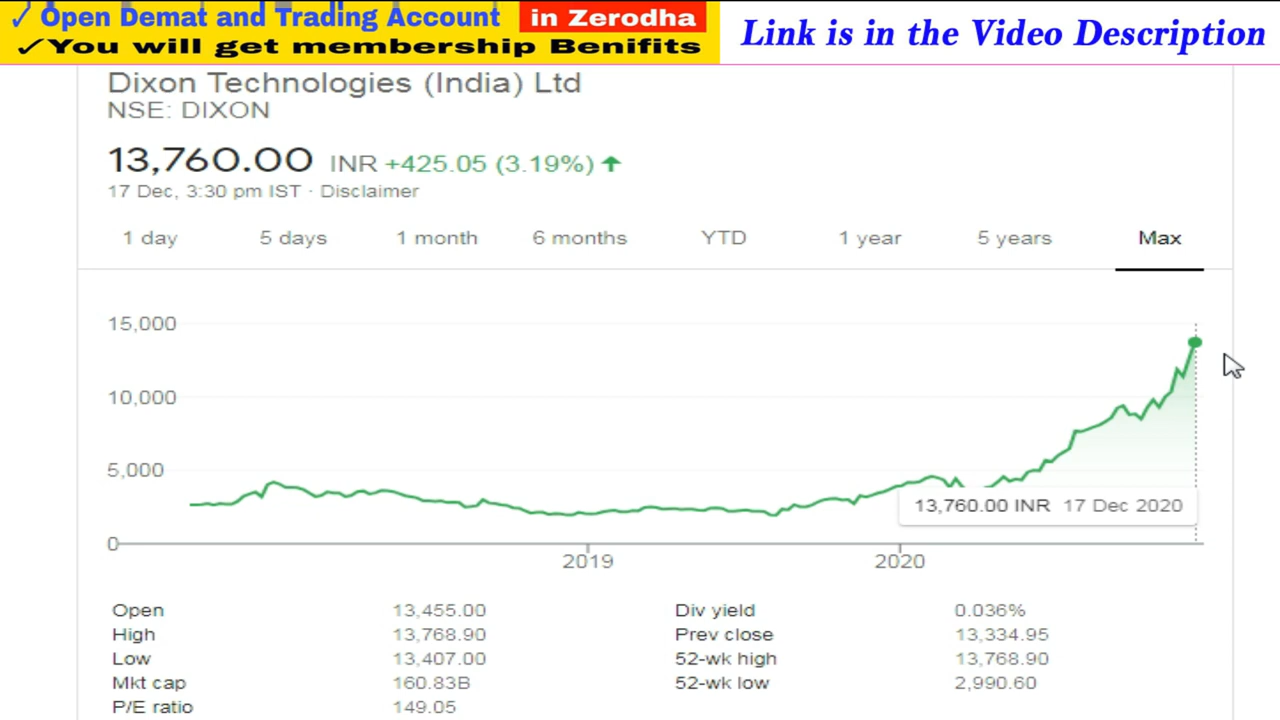 ✓ Open Demat and Trading Account in Zerodha
✓You will get membership Benifits
Link is in the Video Description
Dixon Technologies (India) Ltd
NSE: DIXON
13,760.00 INR +425.05 (3.19%) ↑
17 Dec, 3:30 pm IST · Disclaimer
1 day 5 days 1 month 6 months YTD 1 year 5 years Max
15,000
10,000
5,000
13,760.00 INR 17 Dec 2020
0
2019 2020
Open 13,455.00 Div yield 0.036%
High 13,768.90 Prev close 13,334.95
Low 13,407.00 52-wk high 13,768.90
Mkt cap 160.83B 52-wk low 2,990.60
P/E ratio 149.05